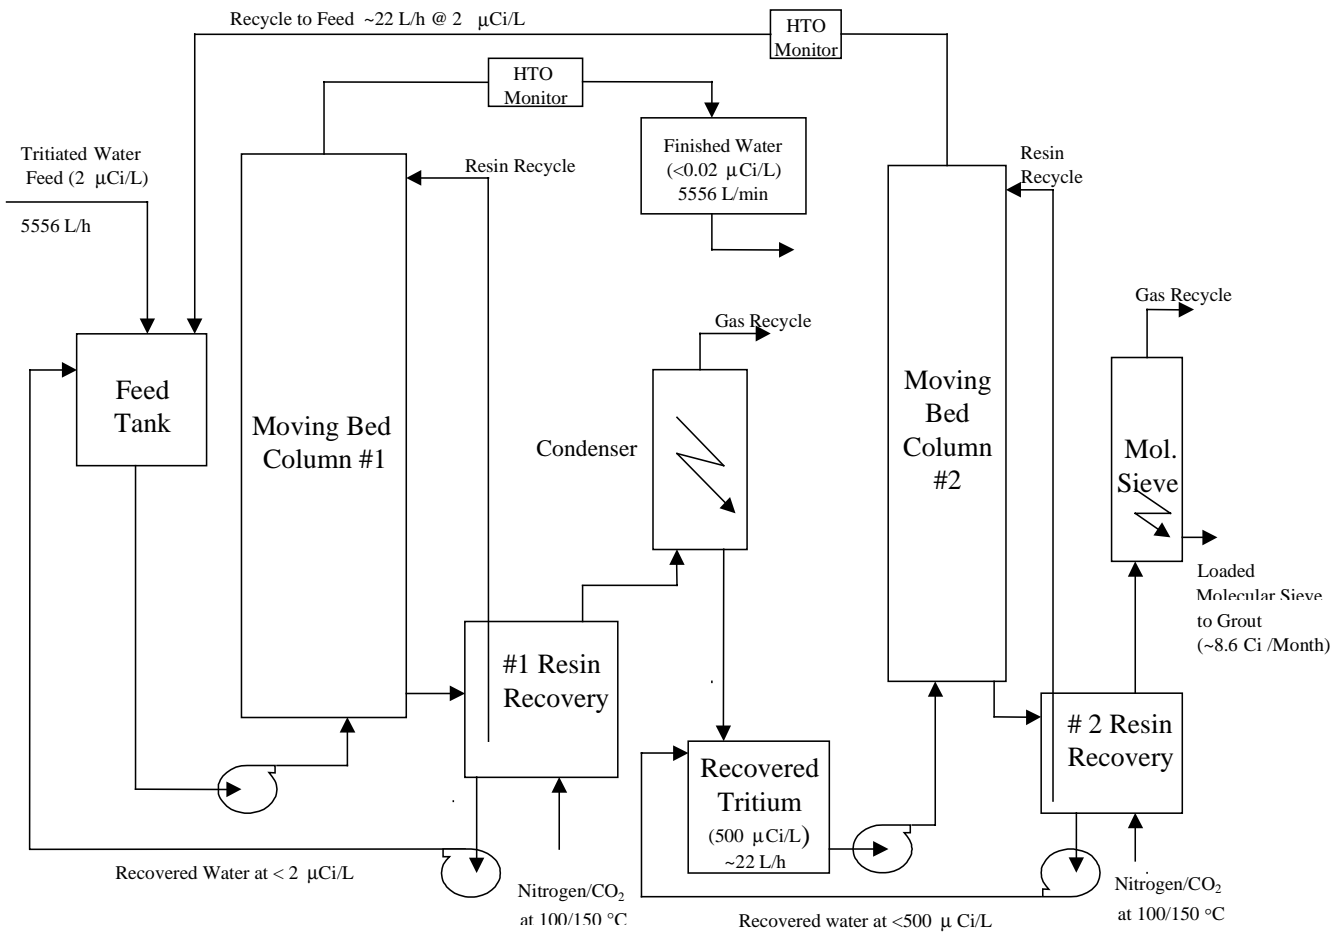 Recycle to Feed ~22 L/h @ 2 μCi/L
HTO
Monitor
HTO
Monitor
Tritiated Water
Feed (2 μCi/L)
5556 L/h
Resin Recycle
Finished Water
(<0.02 μCi/L)
5556 L/min
Resin
Recycle
Gas Recycle
Gas Recycle
Feed
Tank
Moving Bed
Column #1
Condenser
Moving
Bed
Column
#2
Mol.
Sieve
Loaded
Molecular Sieve
to Grout
(~8.6 Ci /Month)
#1 Resin
Recovery
# 2 Resin
Recovery
Recovered
Tritium
(500 μCi/L)
~22 L/h
Recovered Water at < 2 μCi/L
Nitrogen/CO₂
at 100/150 °C
Recovered water at <500 μ Ci/L
Nitrogen/CO₂
at 100/150 °C